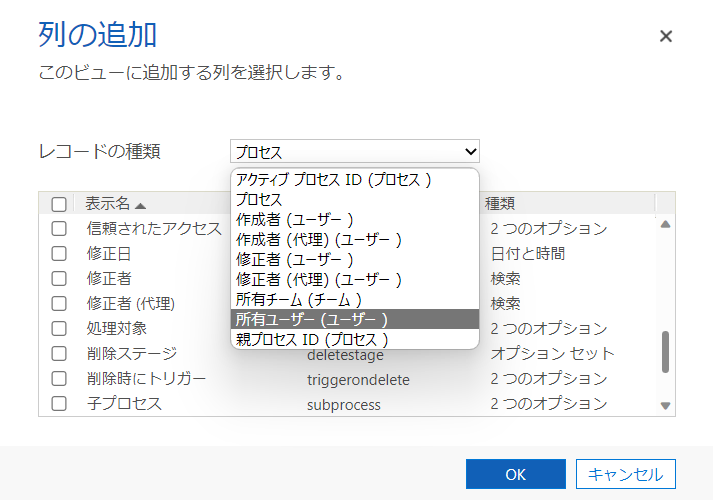 列の追加
このビューに追加する列を選択します。
レコードの種類
プロセス
アクティブ プロセス ID (プロセス )
プロセス
作成者 (ユーザー )
作成者 (代理) (ユーザー )
修正者 (ユーザー )
修正者 (代理) (ユーザー )
所有チーム (チーム )
所有ユーザー (ユーザー )
親プロセス ID (プロセス )
表示名 種類
信頼されたアクセス 2 つのオプション
修正日 日付と時間
修正者 検索
修正者 (代理) 検索
処理対象 2 つのオプション
削除ステージ deletestage オプション セット
削除時にトリガー triggerondelete 2 つのオプション
子プロセス subprocess 2 つのオプション
OK キャンセル